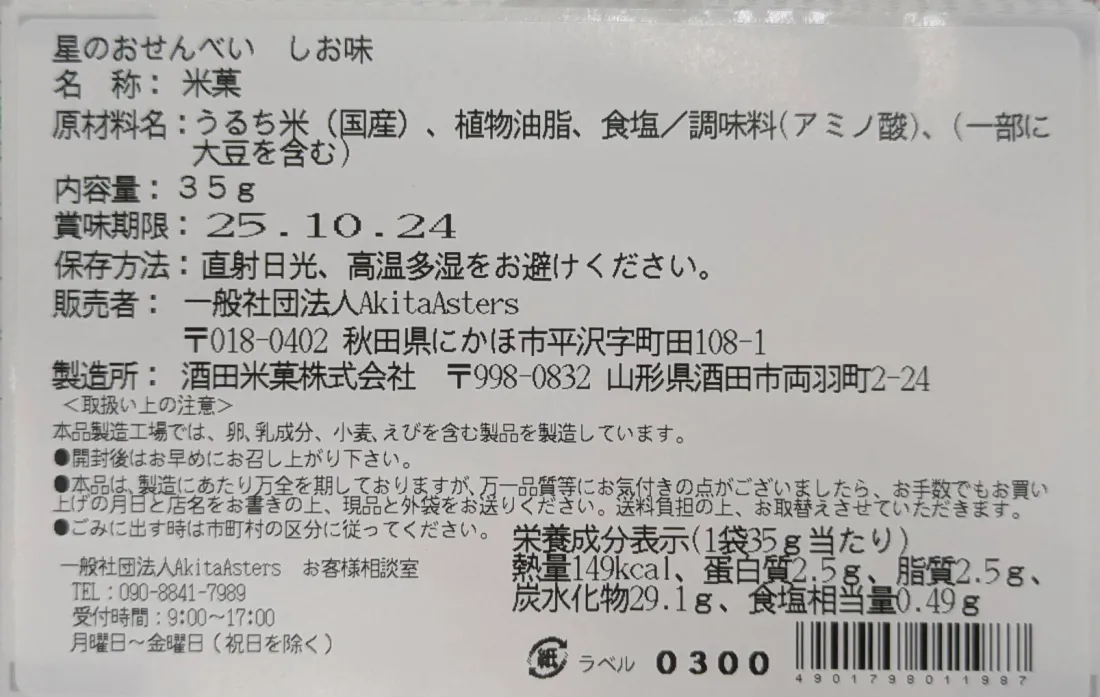 星のおせんべい　しお味
名　称：　米菓
原材料名：うるち米（国産）、植物油脂、食塩／調味料(アミノ酸)、（一部に
大豆を含む）
内容量：３５ｇ
賞味期限：25.10.24
保存方法：直射日光、高温多湿をお避けください。
販売者：　一般社団法人AkitaAsters
〒018-0402 秋田県にかほ市平沢字町田108-1
製造所：　酒田米菓株式会社　〒998-0832 山形県酒田市両羽町2-24
＜取扱い上の注意＞
本品製造工場では、卵､乳成分、小麦､えびを含む製品を製造しています。
●開封後はお早めにお召し上がり下さい。
●本品は､製造にあたり万全を期しておりますが､万一品質等にお気付きの点がございましたら、お手数でもお買い
上げの月日と店名をお書きの上、現品と外袋をお送りください。送料負担の上、お取替えさせていただきます。
●ごみに出す時は市町村の区分に従ってください。
栄養成分表示(1袋35ｇ当たり)
熱量149kcal、蛋白質2.5ｇ、脂質2.5ｇ、
炭水化物29.1ｇ、食塩相当量0.49ｇ
一般社団法人AkitaAsters　お客様相談室
TEL：090-8841-7989
受付時間：9:00～17:00
月曜日～金曜日（祝日を除く）
紙 ラベル 0300
4901798011987